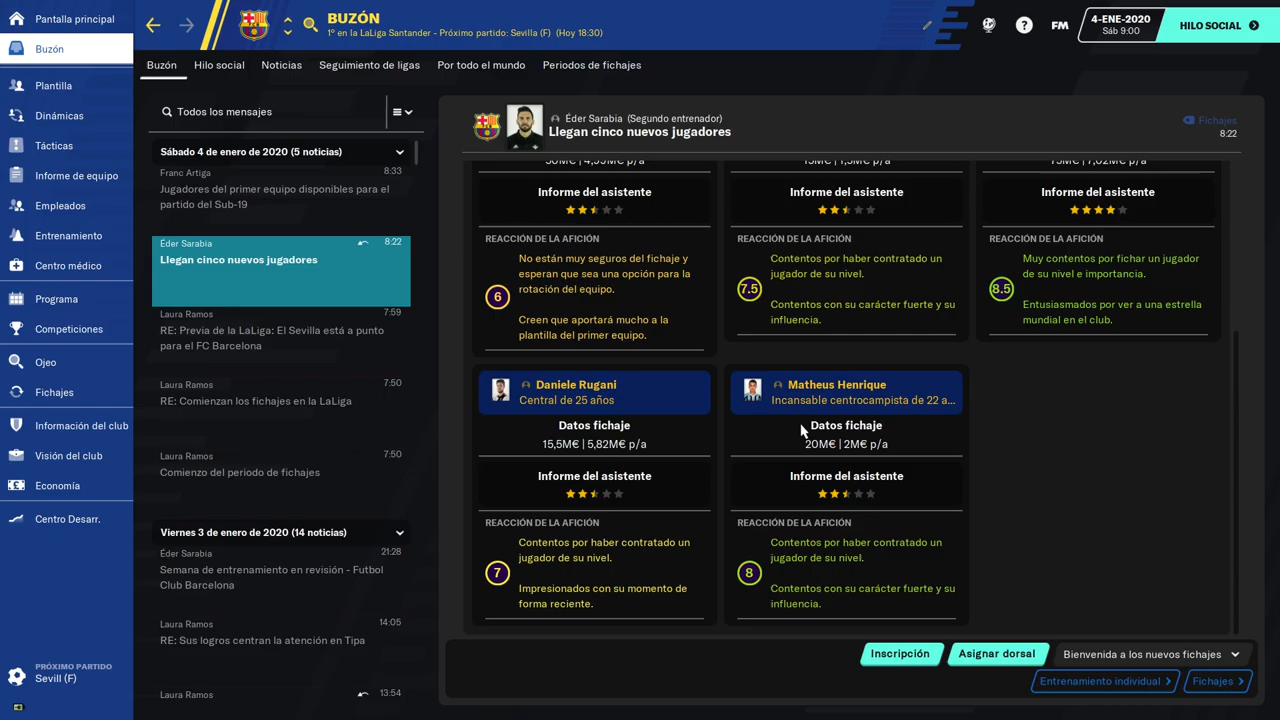 Pantalla principal
Buzón
Plantilla
Dinámicas
Tácticas
Informe de equipo
Empleados
Entrenamiento
Centro médico
Programa
Competiciones
Ojeo
Fichajes
Información del club
Visión del club
Economía
Centro Desarr.
PRÓXIMO PARTIDO
Sevill (F)
BUZÓN
1º en la LaLiga Santander - Próximo partido: Sevilla (F) (Hoy 18:30)
FM
4-ENE-2020
Sáb 9:00
HILO SOCIAL
Buzón Hilo social Noticias Seguimiento de ligas Por todo el mundo Periodos de fichajes
Todos los mensajes
Sábado 4 de enero de 2020 (5 noticias)
Franc Artiga 8:33
Jugadores del primer equipo disponibles para el
partido del Sub-19
Éder Sarabia 8:22
Llegan cinco nuevos jugadores
Laura Ramos 7:59
RE: Previa de la LaLiga: El Sevilla está a punto
para el FC Barcelona
Laura Ramos 7:50
RE: Comienzan los fichajes en la LaLiga
Laura Ramos 7:50
Comienzo del periodo de fichajes
Viernes 3 de enero de 2020 (14 noticias)
Éder Sarabia 21:28
Semana de entrenamiento en revisión - Futbol
Club Barcelona
Laura Ramos 14:05
RE: Sus logros centran la atención en Tipa
Laura Ramos 13:54
Éder Sarabia (Segundo entrenador)
Llegan cinco nuevos jugadores
Fichajes
8:22
Informe del asistente
REACCIÓN DE LA AFICIÓN
6
No están muy seguros del fichaje y
esperan que sea una opción para la
rotación del equipo.
Creen que aportará mucho a la
plantilla del primer equipo.
Informe del asistente
REACCIÓN DE LA AFICIÓN
7.5
Contentos por haber contratado un
jugador de su nivel.
Contentos con su carácter fuerte y su
influencia.
Informe del asistente
REACCIÓN DE LA AFICIÓN
8.5
Muy contentos por fichar un jugador
de su nivel e importancia.
Entusiasmados por ver a una estrella
mundial en el club.
Daniele Rugani
Central de 25 años
Datos fichaje
15,5M€ | 5,82M€ p/a
Informe del asistente
REACCIÓN DE LA AFICIÓN
7
Contentos por haber contratado un
jugador de su nivel.
Impresionados con su momento de
forma reciente.
Matheus Henrique
Incansable centrocampista de 22 a...
Datos fichaje
20M€ | 2M€ p/a
Informe del asistente
REACCIÓN DE LA AFICIÓN
8
Contentos por haber contratado un
jugador de su nivel.
Contentos con su carácter fuerte y su
influencia.
Inscripción
Asignar dorsal
Bienvenida a los nuevos fichajes
Entrenamiento individual
Fichajes